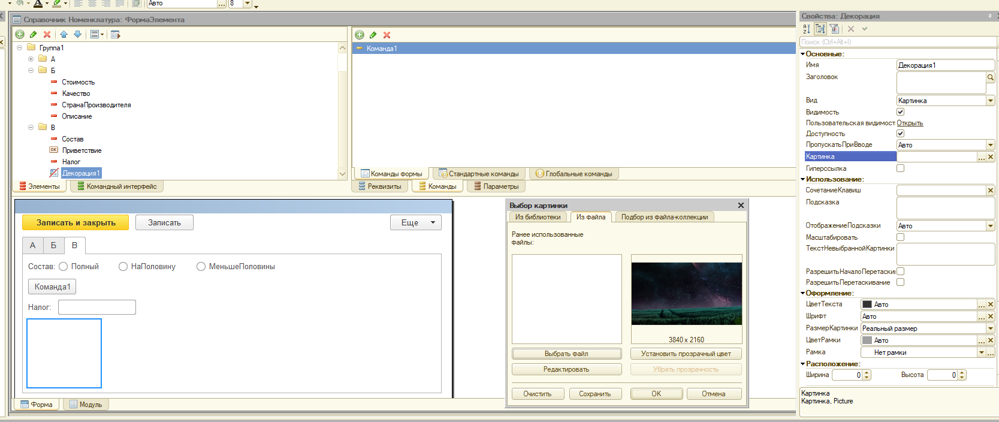 Авто
8
Справочник Номенклатура: ФормаЭлемента
Группа1
А
Б
Стоимость
Качество
СтранаПроизводителя
Описание
В
Состав
ОК Приветствие
Налог
Декорация1
Элементы
Командный интерфейс
Команда1
Команды формы
Стандартные команды
Глобальные команды
Реквизиты
Команды
Параметры
Записать и закрыть
Записать
Еще
А
Б
В
Состав:
Полный
НаПоловину
МеньшеПоловины
Команда1
Налог:
Форма
Модуль
Выбор картинки
Из библиотеки
Из файла
Подбор из файла-коллекции
Ранее использованные
файлы:
3840 x 2160
Выбрать файл
Установить прозрачный цвет
Редактировать
Убрать прозрачность
Очистить
Сохранить
ОК
Отмена
Свойства: Декорация
Поиск (Ctrl+Alt+I)
Основные:
Имя
Декорация1
Заголовок
Вид
Картинка
Видимость
Пользовательская видимост
Открыть
Доступность
ПропускатьПриВводе
Авто
Картинка
Гиперссылка
Использование:
СочетаниеКлавиш
Подсказка
ОтображениеПодсказки
Авто
Масштабировать
ТекстНевыбраннойКартинки
РазрешитьНачалоПеретаски
РазрешитьПеретаскивание
Оформление:
ЦветТекста
Авто
Шрифт
Авто
РазмерКартинки
Реальный размер
ЦветРамки
Авто
Рамка
Нет рамки
Расположение:
Ширина
0
Высота
0
Картинка
Картинка, Picture